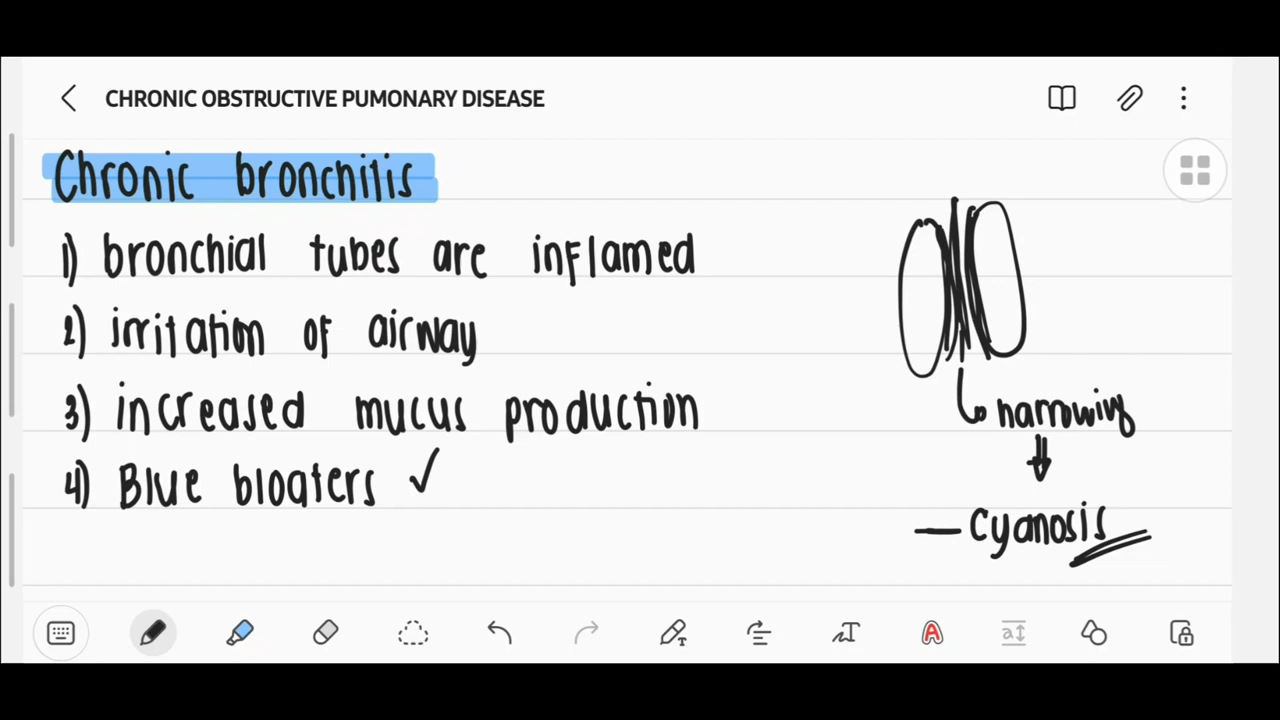 CHRONIC OBSTRUCTIVE PUMONARY DISEASE
Chronic bronchitis
1) bronchial tubes are inflamed
2) irritation of airway
3) increased mucus production
4) Blue bloaters ✓
narrowing
— Cyanosis